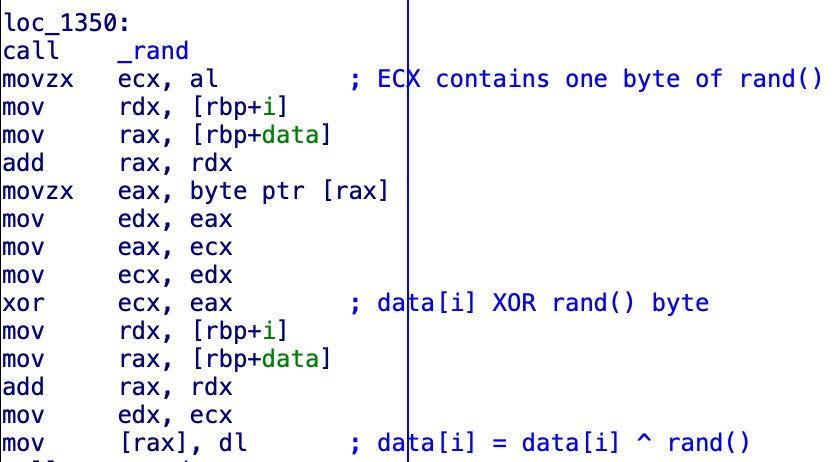 loc_1350:
call _rand
movzx ecx, al ; ECX contains one byte of rand()
mov rdx, [rbp+i]
mov rax, [rbp+data]
add rax, rdx
movzx eax, byte ptr [rax]
mov edx, eax
mov eax, ecx
mov ecx, edx
xor ecx, eax ; data[i] XOR rand() byte
mov rdx, [rbp+i]
mov rax, [rbp+data]
add rax, rdx
mov edx, ecx
mov [rax], dl ; data[i] = data[i] ^ rand()